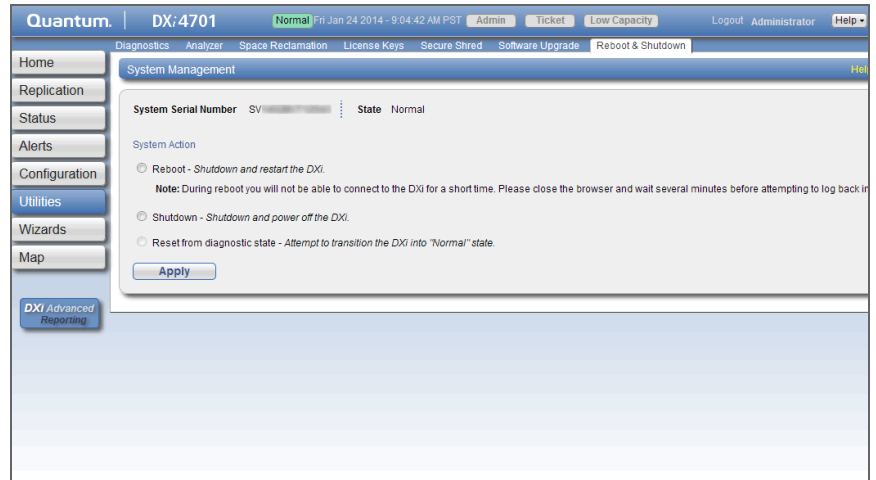 Quantum. DXi4701 Normal Fri Jan 24 2014 - 9:04:42 AM PST Admin Ticket Low Capacity Logout Administrator Help
Diagnostics Analyzer Space Reclamation License Keys Secure Shred Software Upgrade Reboot & Shutdown
Home
System Management Hel
Replication
Status
System Serial Number SV State Normal
Alerts
System Action
Configuration
Reboot - Shutdown and restart the DXi.
Note: During reboot you will not be able to connect to the DXi for a short time. Please close the browser and wait several minutes before attempting to log back in
Utilities
Shutdown - Shutdown and power off the DXi.
Wizards
Reset from diagnostic state - Attempt to transition the DXi into "Normal" state.
Map
Apply
DXi Advanced
Reporting